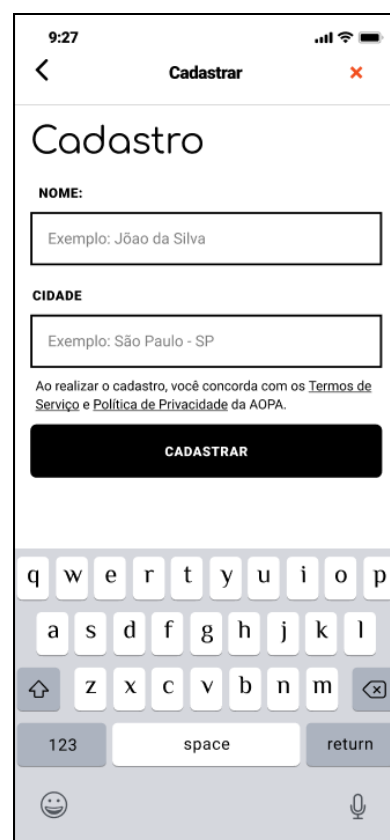 9:27
Cadastrar
Cadastro
NOME:
Exemplo: Jõao da Silva
CIDADE
Exemplo: São Paulo - SP
Ao realizar o cadastro, você concorda com os Termos de
Serviço e Política de Privacidade da AOPA.
CADASTRAR
q w e r t y u i o p
a s d f g h j k l
z x c v b n m
123 space return